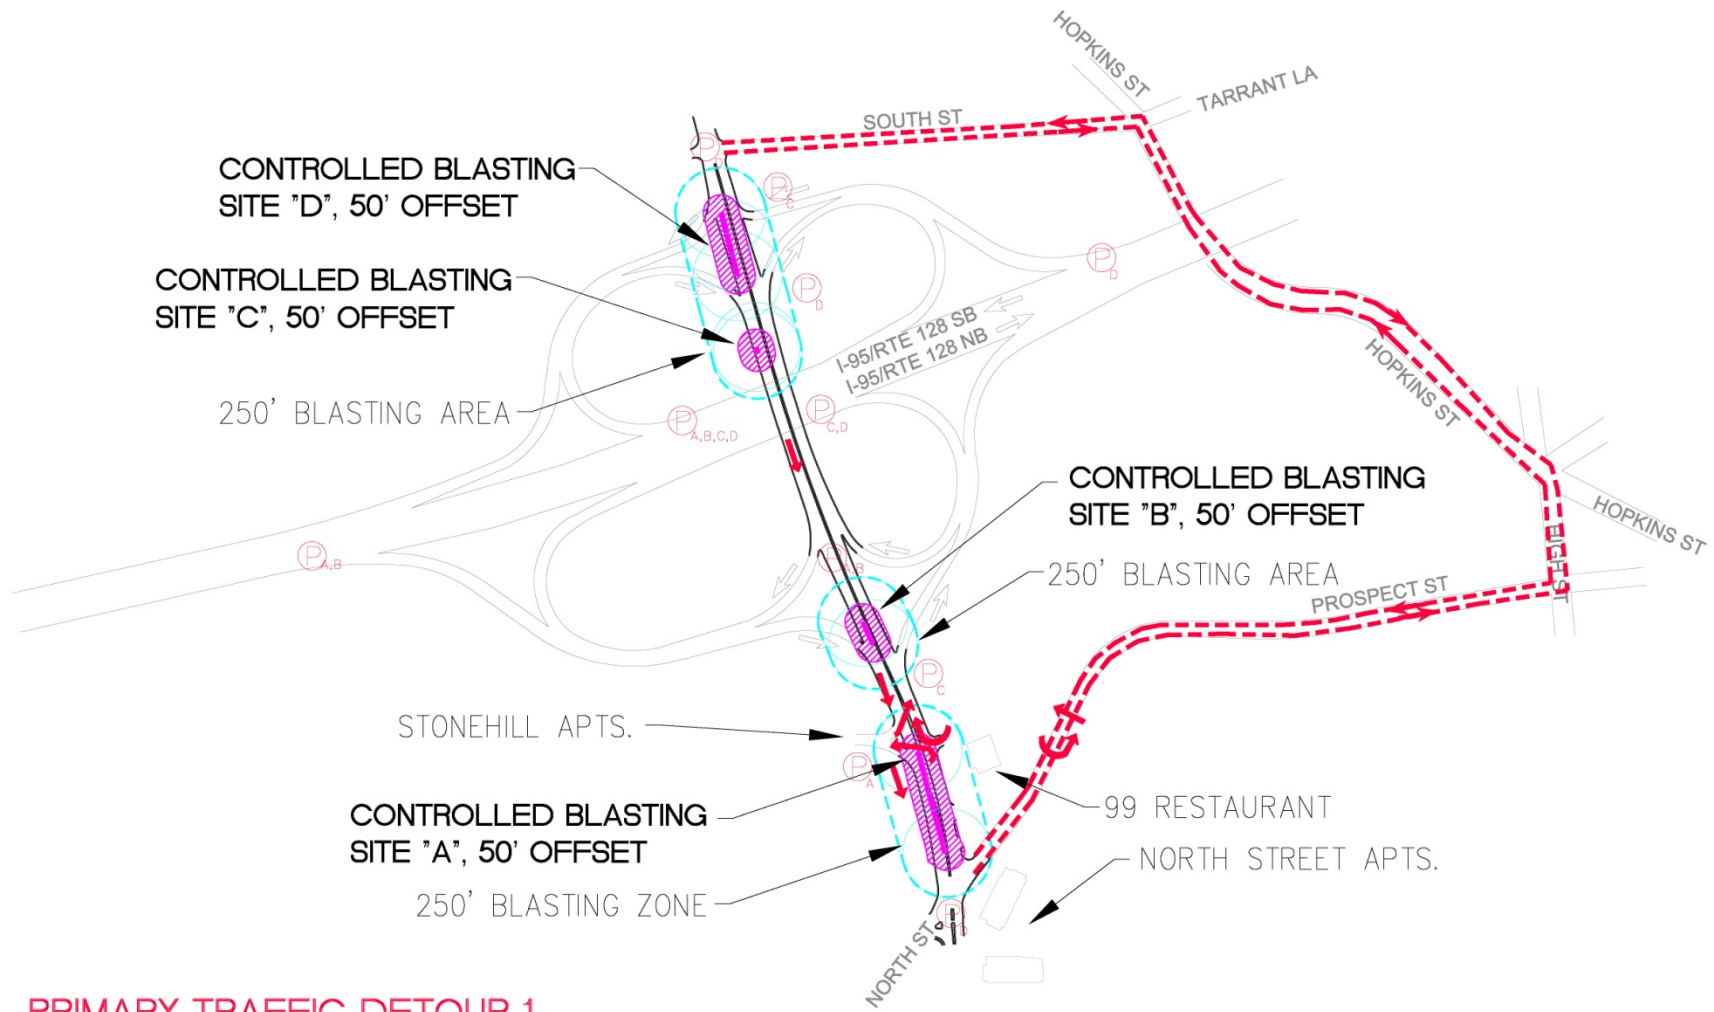 HOPKINS ST
TARRANT LA
SOUTH ST
P
CONTROLLED BLASTING
SITE "D", 50' OFFSET
P C
CONTROLLED BLASTING
SITE "C", 50' OFFSET
P D
P D
I-95/RTE 128 SB
I-95/RTE 128 NB
HOPKINS ST
250' BLASTING AREA
P A,B,C,D
P C,D
CONTROLLED BLASTING
SITE "B", 50' OFFSET
HOPKINS ST
HIGH ST
P A,B
P A,B
250' BLASTING AREA
PROSPECT ST
P C
STONEHILL APTS.
P A
CONTROLLED BLASTING
SITE "A", 50' OFFSET
99 RESTAURANT
NORTH STREET APTS.
250' BLASTING ZONE
P D
NORTH ST
PRIMARY TRAFFIC DETOUR 1